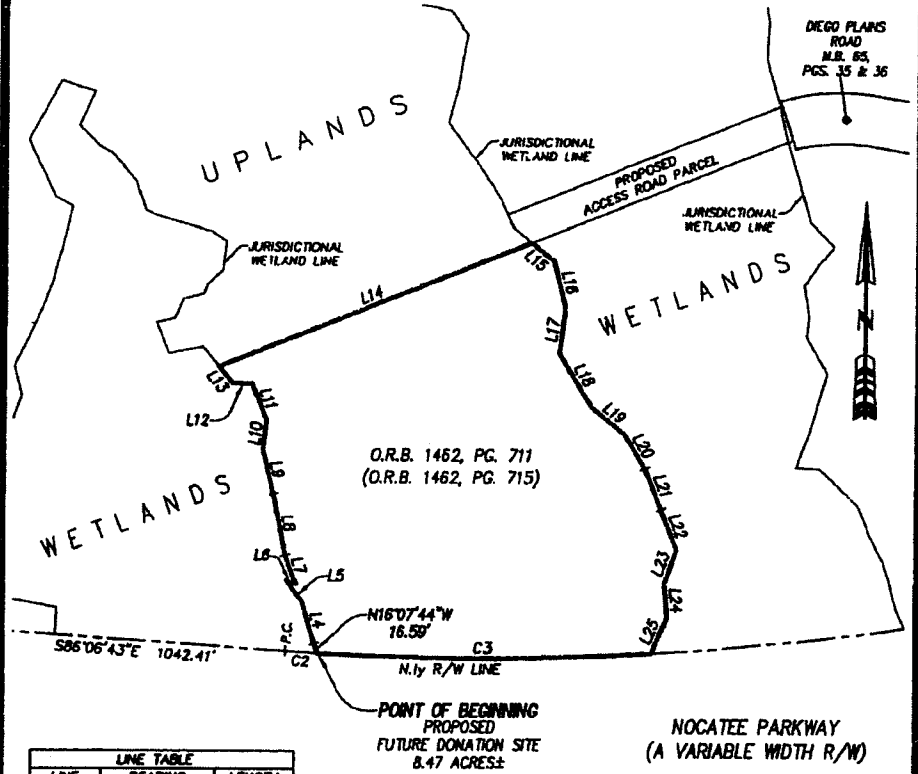 DIEGO PLAINS
ROAD
M.B. 65,
PGS. 35 & 36
UPLANDS
JURISDICTIONAL
WETLAND LINE
PROPOSED
ACCESS ROAD PARCEL
JURISDICTIONAL
WETLAND LINE
JURISDICTIONAL
WETLAND LINE
L15
L14
L16
WETLANDS
N
L17
L13
L18
L12
L11
L19
L10
O.R.B. 1462, PG. 711
(O.R.B. 1462, PG. 715)
L20
L9
L21
WETLANDS
L8
L22
L6
L7
L5
L23
L4
N16°07'44"W
16.59'
L24
L25
S86°06'43"E 1042.41'
P.C.
C2
C3
N.ly R/W LINE
POINT OF BEGINNING
PROPOSED
FUTURE DONATION SITE
8.47 ACRES±
NOCATEE PARKWAY
(A VARIABLE WIDTH R/W)
LINE TABLE
LINE BEARING LENGTH